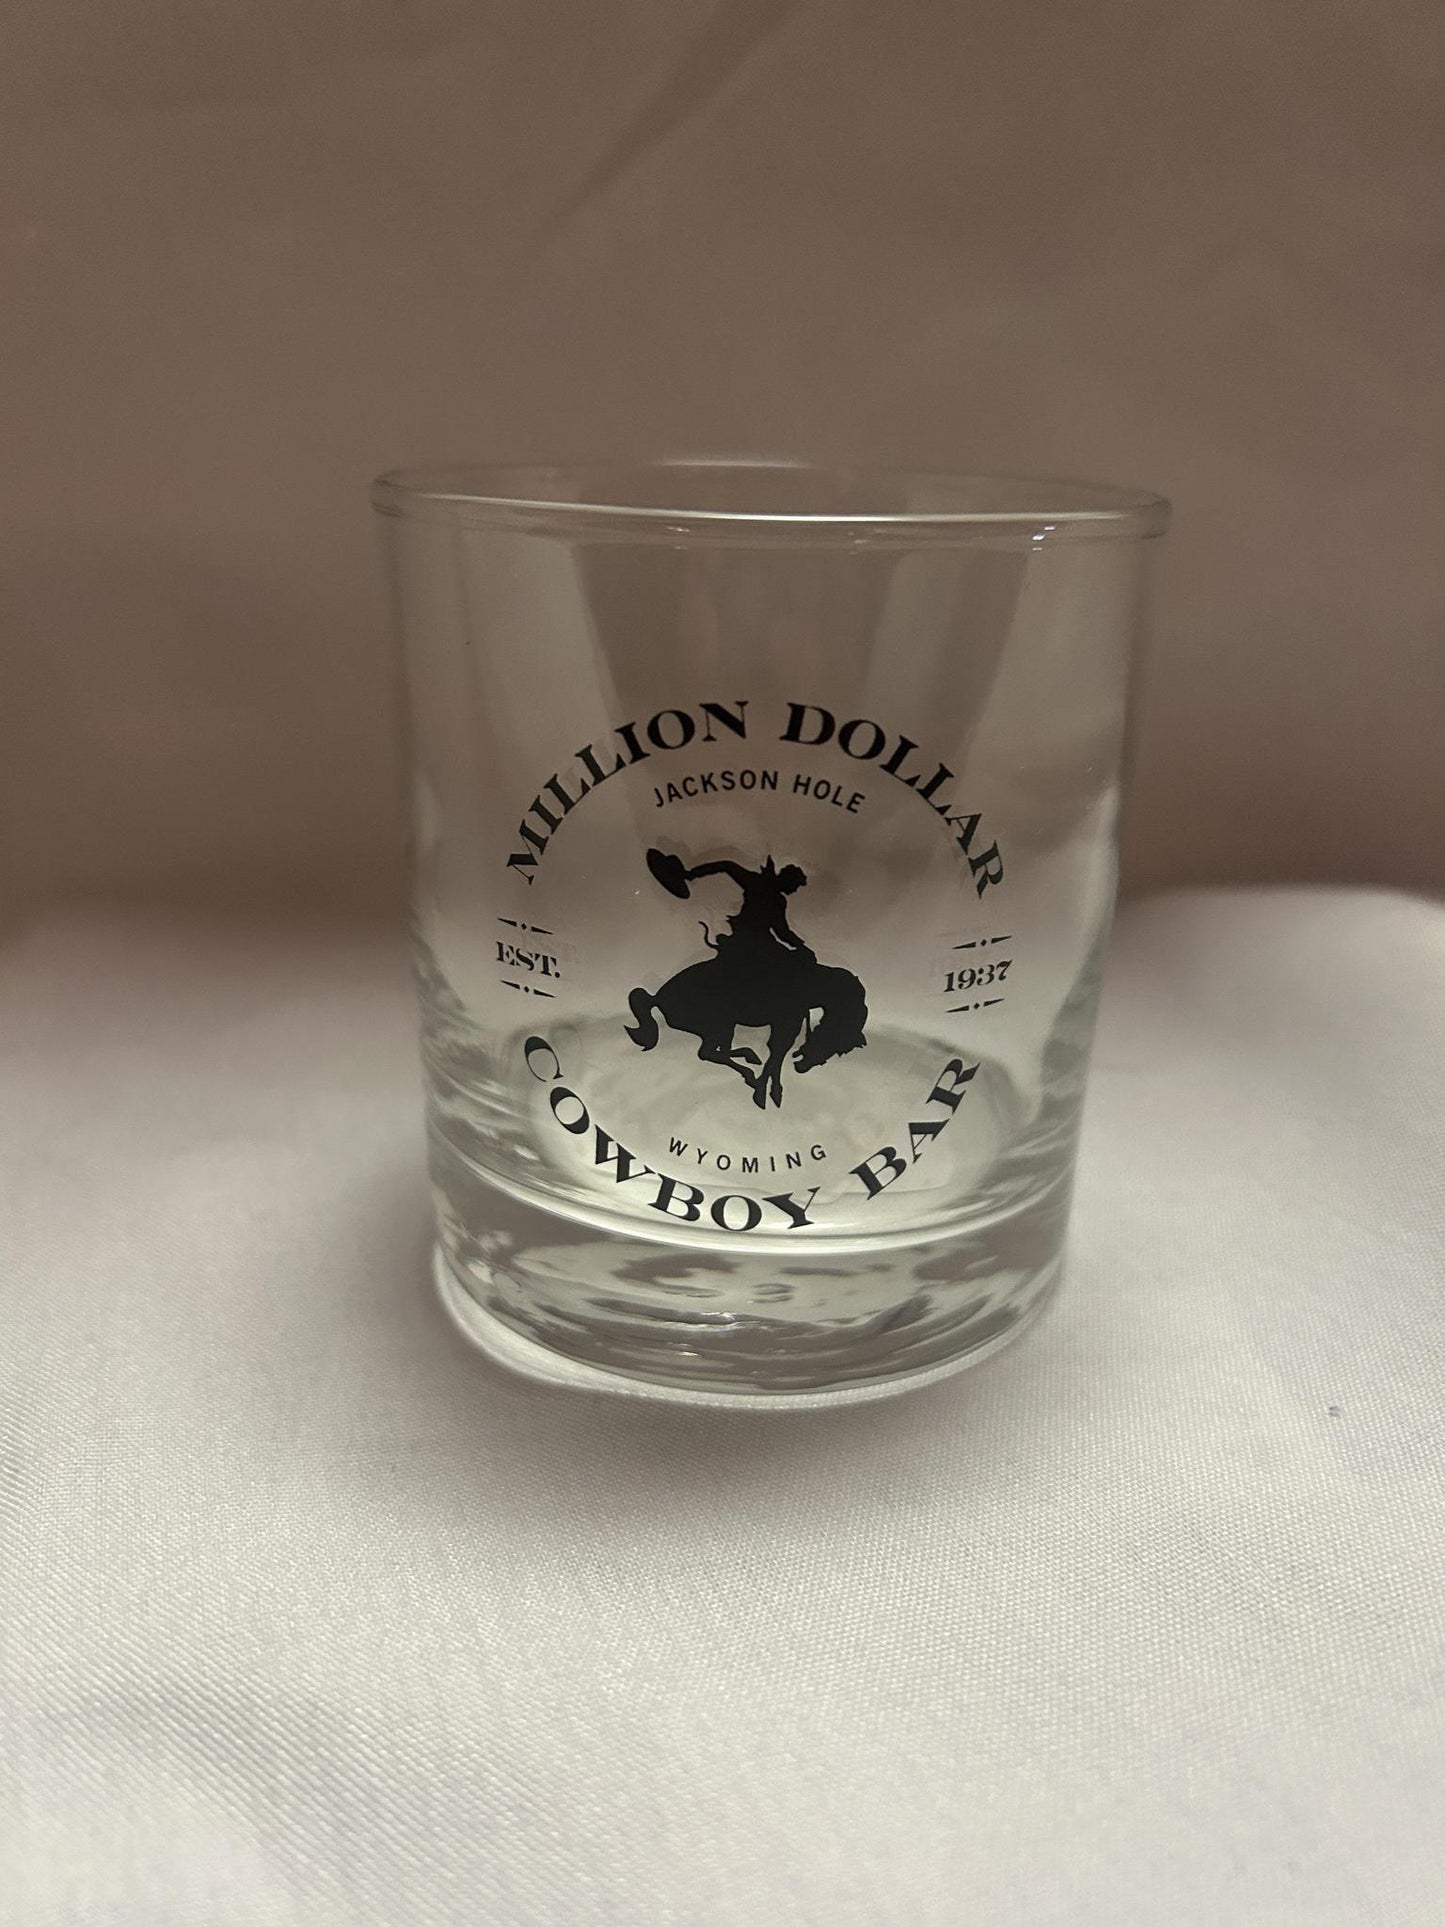 MILLION DOLLAR
JACKSON HOLE
EST. 1937
WYOMING
COWBOY BAR